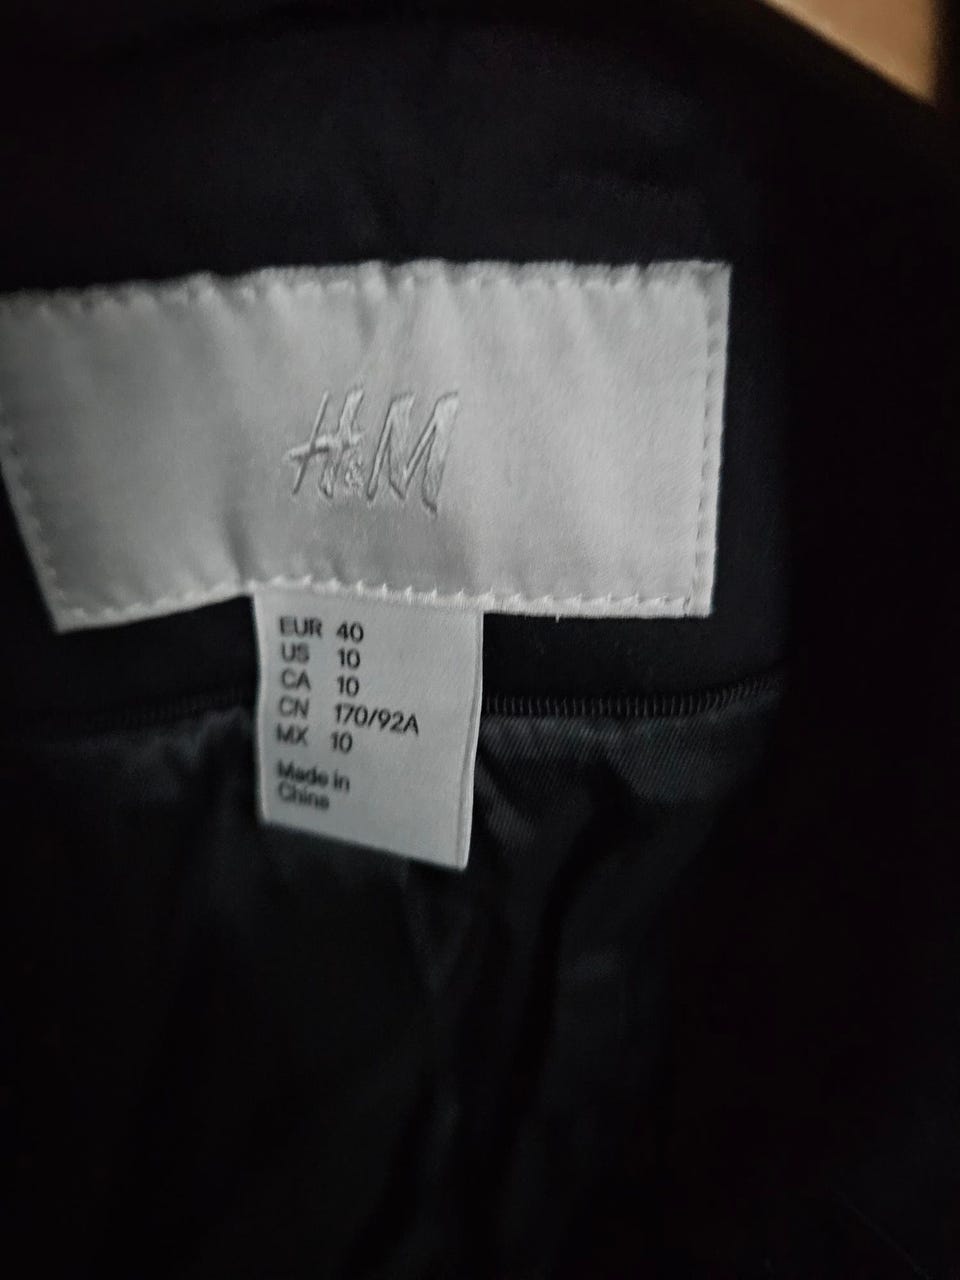 H&M
EUR 40
US 10
CA 10
CN 170/92A
MX 10
Made in
China